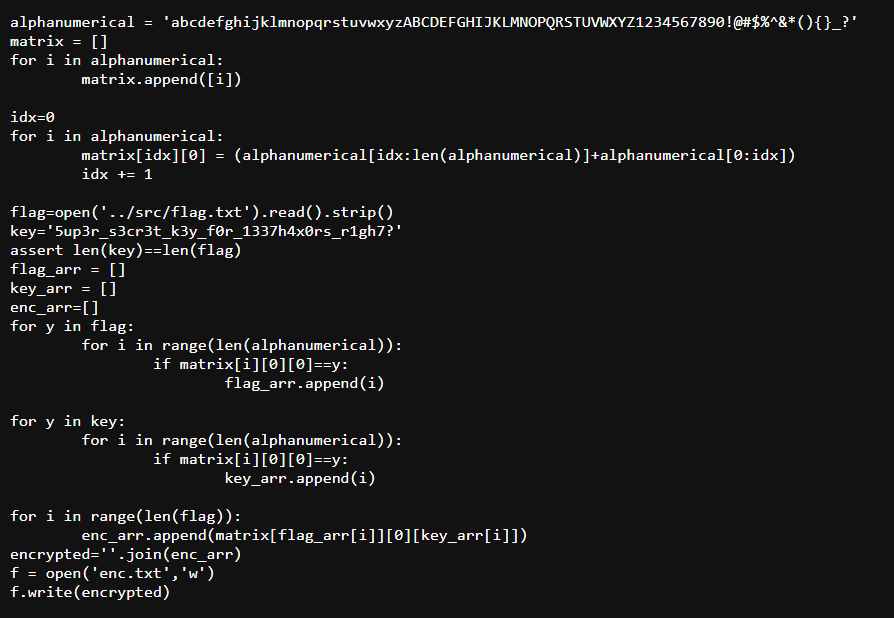 alphanumerical = 'abcdefghijklmnopqrstuvwxyzABCDEFGHIJKLMNOPQRSTUVWXYZ1234567890!@#$%^&*(){}_?'
matrix = []
for i in alphanumerical:
        matrix.append([i])

idx=0
for i in alphanumerical:
        matrix[idx][0] = (alphanumerical[idx:len(alphanumerical)]+alphanumerical[0:idx])
        idx += 1

flag=open('../src/flag.txt').read().strip()
key='5up3r_s3cr3t_k3y_f0r_1337h4x0rs_r1gh7?'
assert len(key)==len(flag)
flag_arr = []
key_arr = []
enc_arr=[]
for y in flag:
        for i in range(len(alphanumerical)):
                if matrix[i][0][0]==y:
                        flag_arr.append(i)

for y in key:
        for i in range(len(alphanumerical)):
                if matrix[i][0][0]==y:
                        key_arr.append(i)

for i in range(len(flag)):
        enc_arr.append(matrix[flag_arr[i]][0][key_arr[i]])
encrypted=''.join(enc_arr)
f = open('enc.txt','w')
f.write(encrypted)